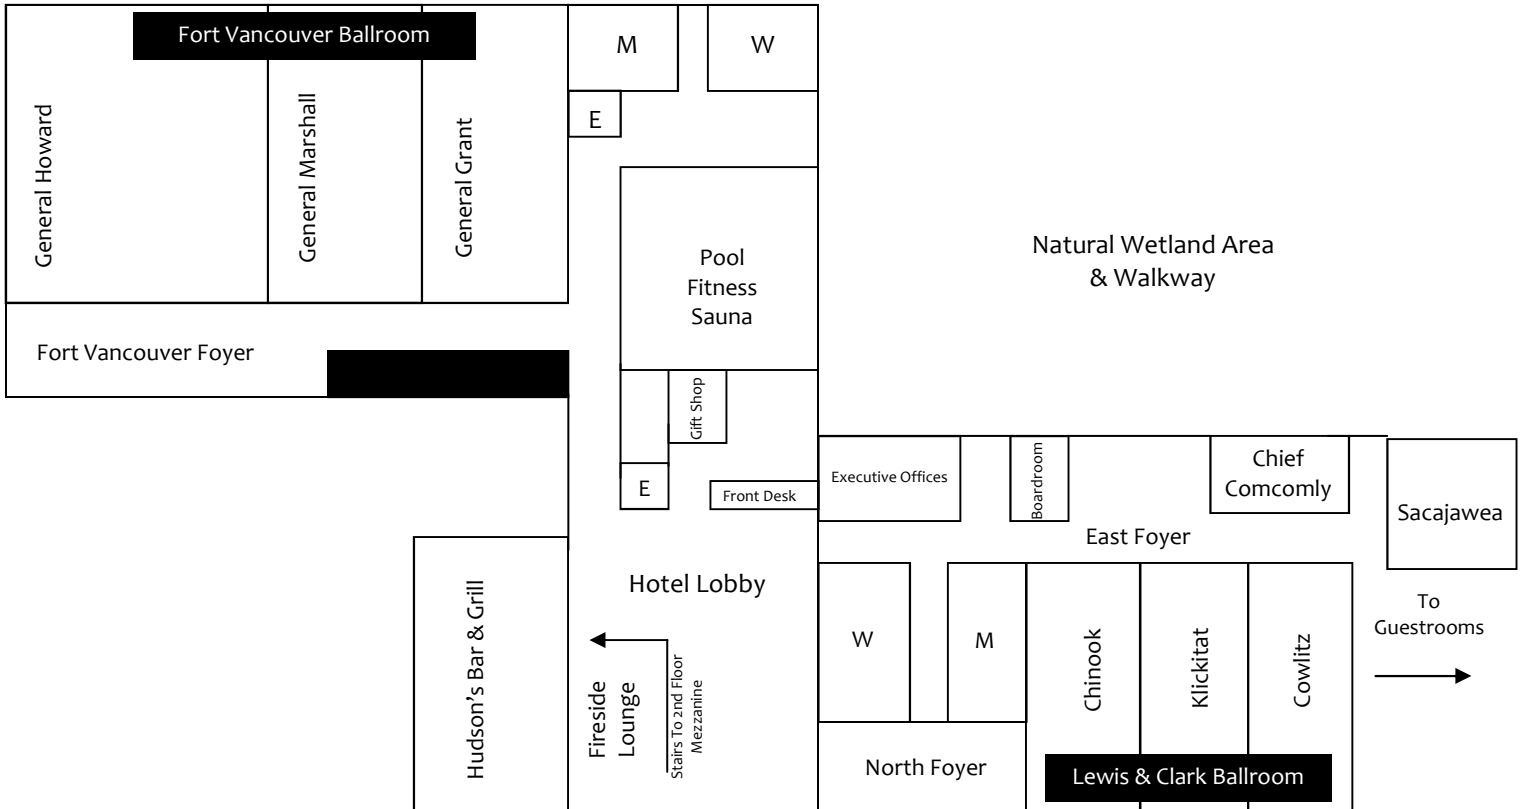 Fort Vancouver Ballroom
M
W
E
General Howard
General Marshall
General Grant
Pool
Fitness
Sauna
Natural Wetland Area
& Walkway
Fort Vancouver Foyer
Gift Shop
E
Front Desk
Executive Offices
Boardroom
Chief
Comcomly
Sacajawea
East Foyer
Hotel Lobby
Hudson's Bar & Grill
Fireside
Lounge
Stairs To 2nd Floor
Mezzanine
W
M
Chinook
Klickitat
Cowlitz
To
Guestrooms
North Foyer
Lewis & Clark Ballroom